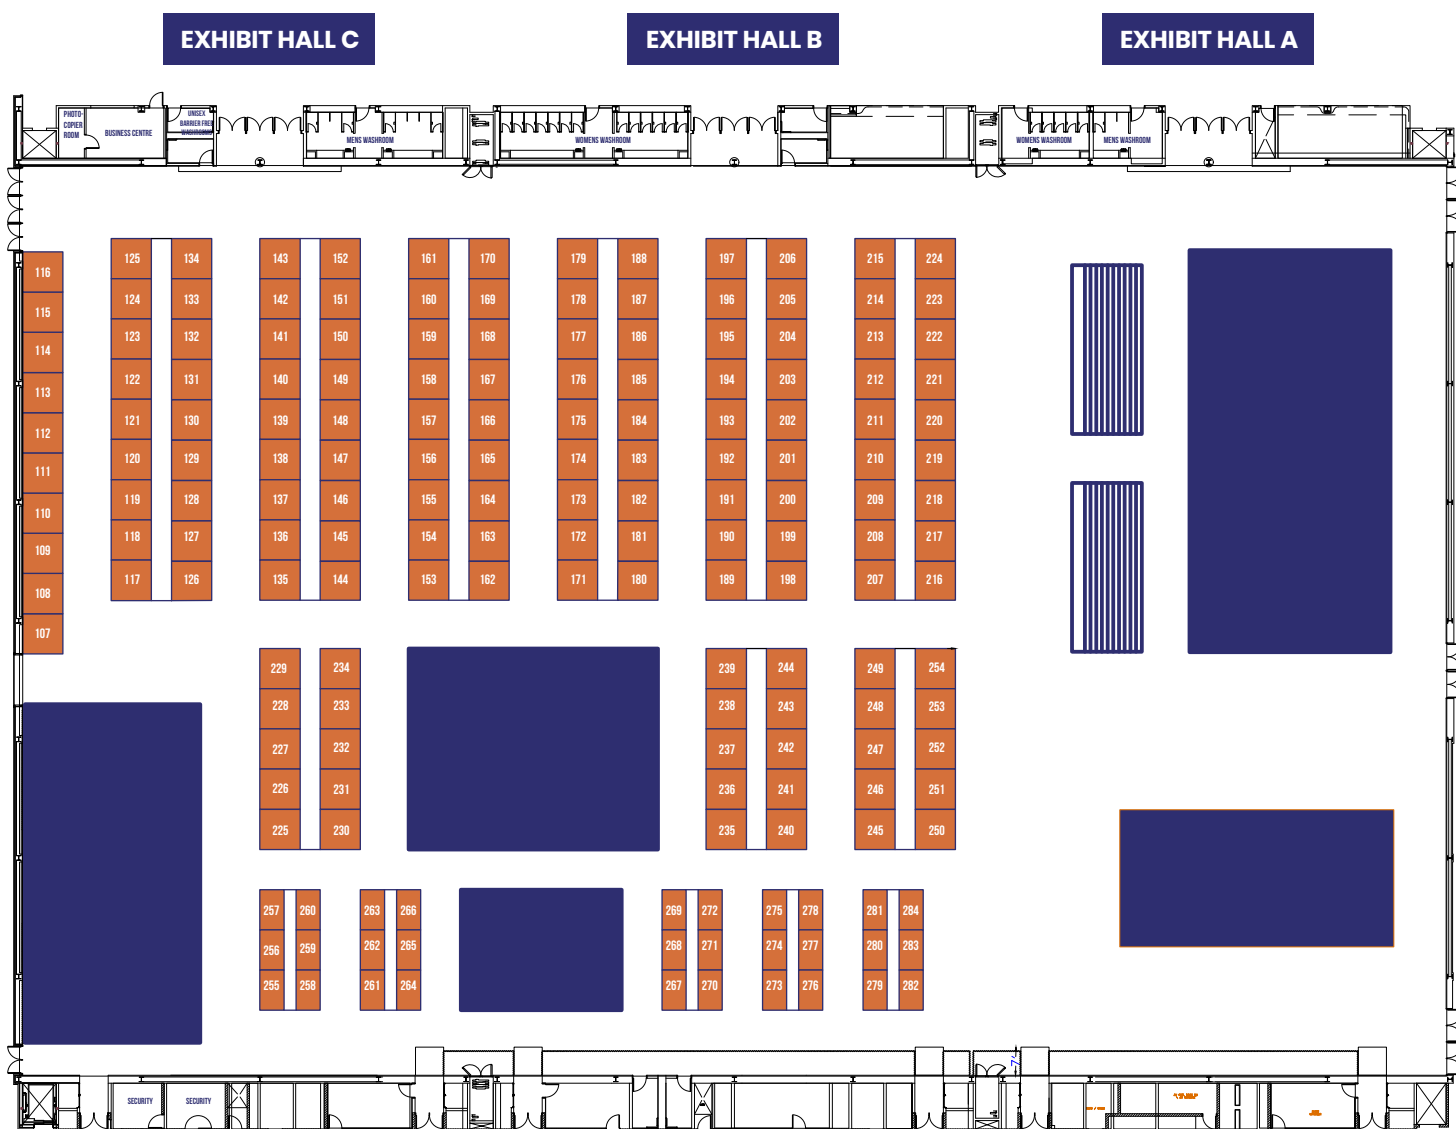 EXHIBIT HALL C
EXHIBIT HALL B
EXHIBIT HALL A
PHOTO-
COPIER
ROOM
BUSINESS CENTRE
UNISEX
BARRIER FREE
WASHROOM
MENS WASHROOM
WOMENS WASHROOM
WOMENS WASHROOM
MENS WASHROOM
125 134 143 152 161 170 179 188 197 206 215 224
116
124 133 142 151 160 169 178 187 196 205 214 223
115
123 132 141 150 159 168 177 186 195 204 213 222
114
122 131 140 149 158 167 176 185 194 203 212 221
113
121 130 139 148 157 166 175 184 193 202 211 220
112
120 129 138 147 156 165 174 183 192 201 210 219
111
119 128 137 146 155 164 173 182 191 200 209 218
110
118 127 136 145 154 163 172 181 190 199 208 217
109
117 126 135 144 153 162 171 180 189 198 207 216
108
107
229 234 239 244 249 254
228 233 238 243 248 253
227 232 237 242 247 252
226 231 236 241 246 251
225 230 235 240 245 250
257 260 263 266 269 272 275 278 281 284
256 259 262 265 268 271 274 277 280 283
255 258 261 264 267 270 273 276 279 282
7'
SECURITY
SECURITY